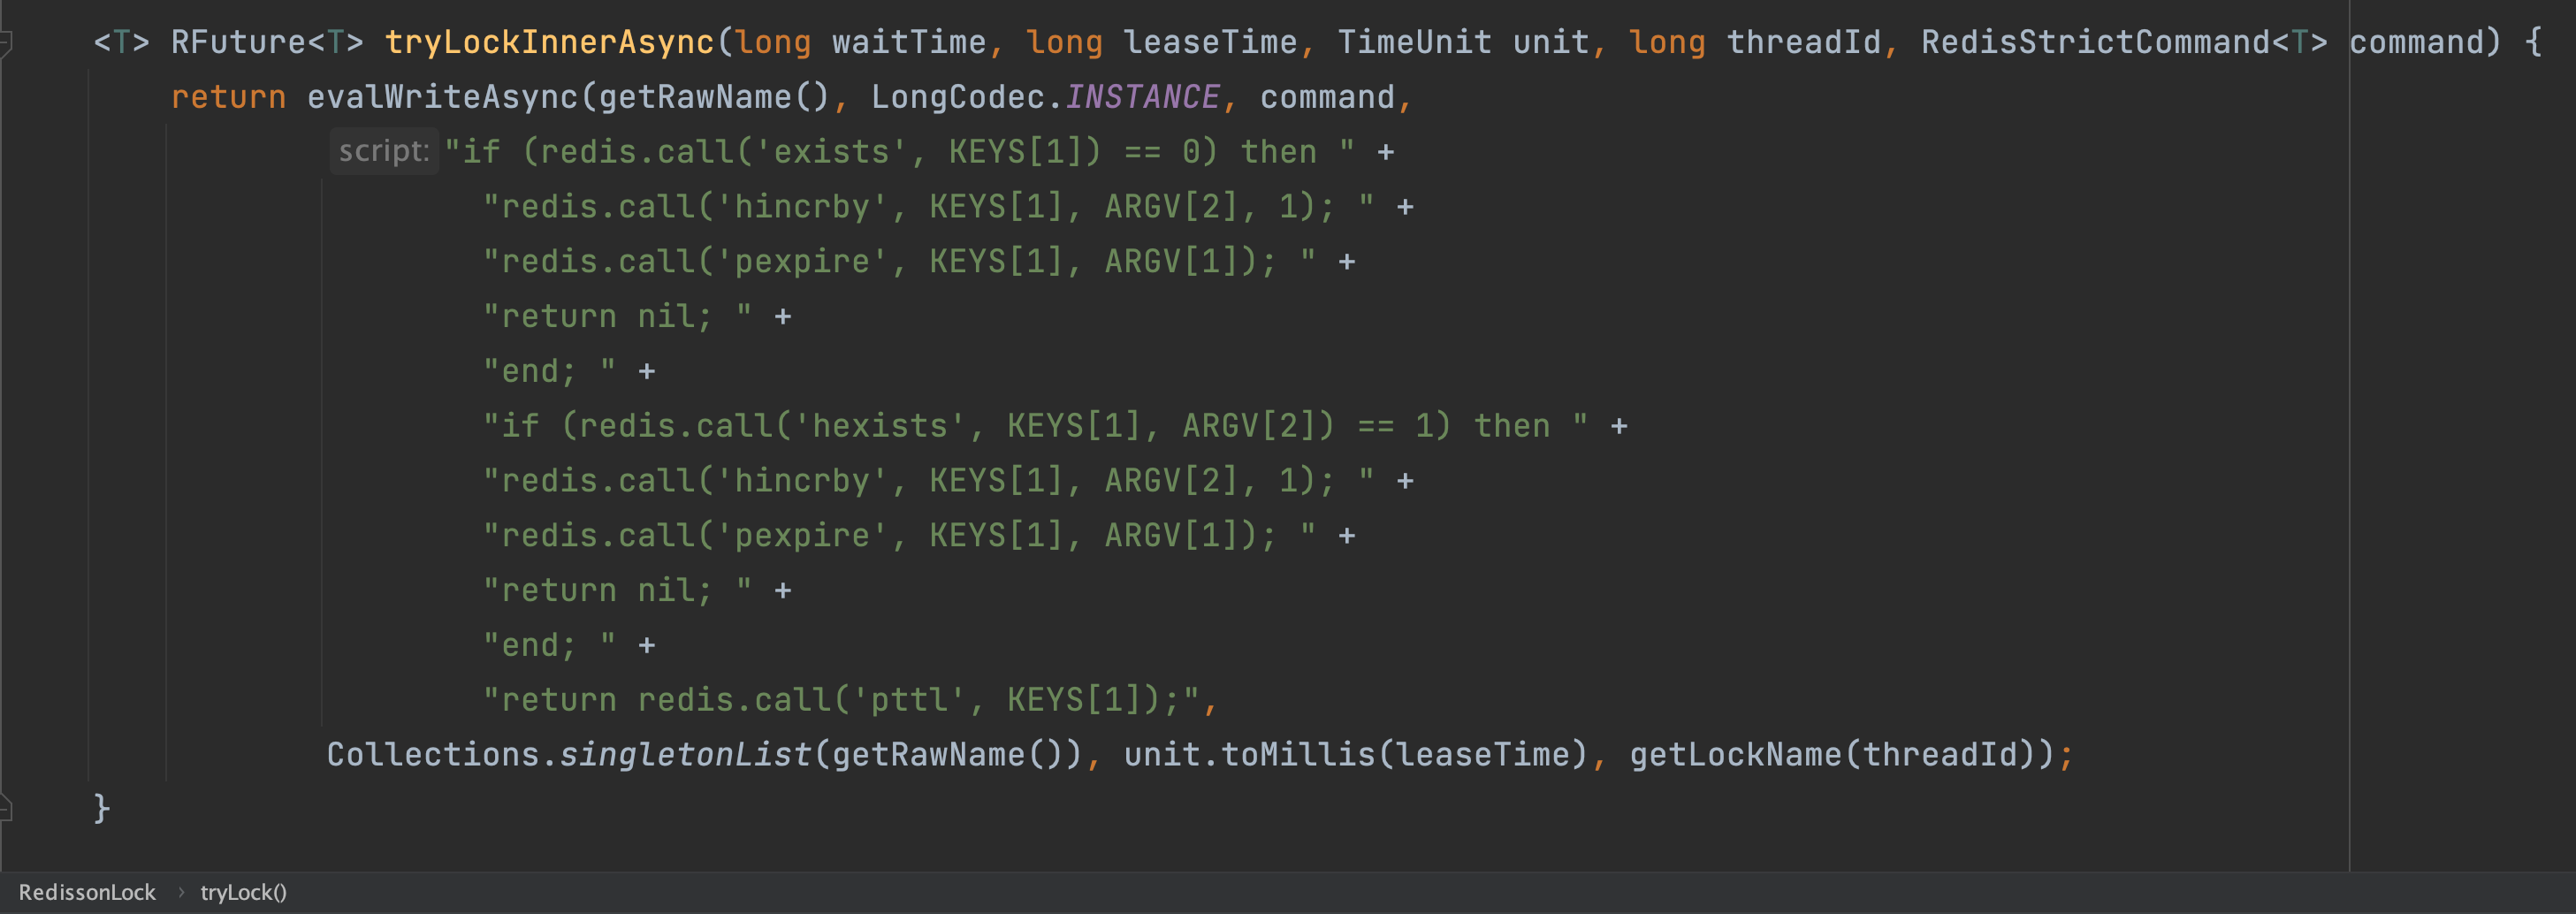 <T> RFuture<T> tryLockInnerAsync(long waitTime, long leaseTime, TimeUnit unit, long threadId, RedisStrictCommand<T> command) {
return evalWriteAsync(getRawName(), LongCodec.INSTANCE, command,
script: "if (redis.call('exists', KEYS[1]) == 0) then " +
"redis.call('hincrby', KEYS[1], ARGV[2], 1); " +
"redis.call('pexpire', KEYS[1], ARGV[1]); " +
"return nil; " +
"end; " +
"if (redis.call('hexists', KEYS[1], ARGV[2]) == 1) then " +
"redis.call('hincrby', KEYS[1], ARGV[2], 1); " +
"redis.call('pexpire', KEYS[1], ARGV[1]); " +
"return nil; " +
"end; " +
"return redis.call('pttl', KEYS[1]);",
Collections.singletonList(getRawName()), unit.toMillis(leaseTime), getLockName(threadId));
}
RedissonLock › tryLock()